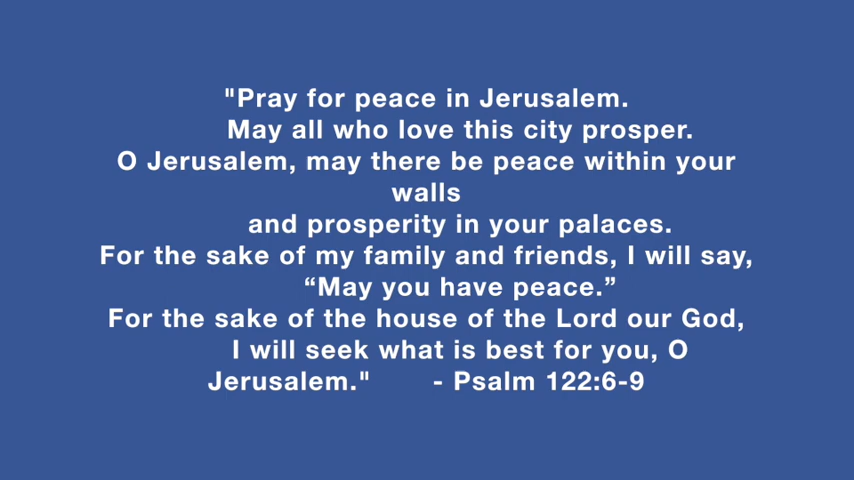 "Pray for peace in Jerusalem.
May all who love this city prosper.
O Jerusalem, may there be peace within your
walls
and prosperity in your palaces.
For the sake of my family and friends, I will say,
“May you have peace.”
For the sake of the house of the Lord our God,
I will seek what is best for you, O
Jerusalem." - Psalm 122:6-9